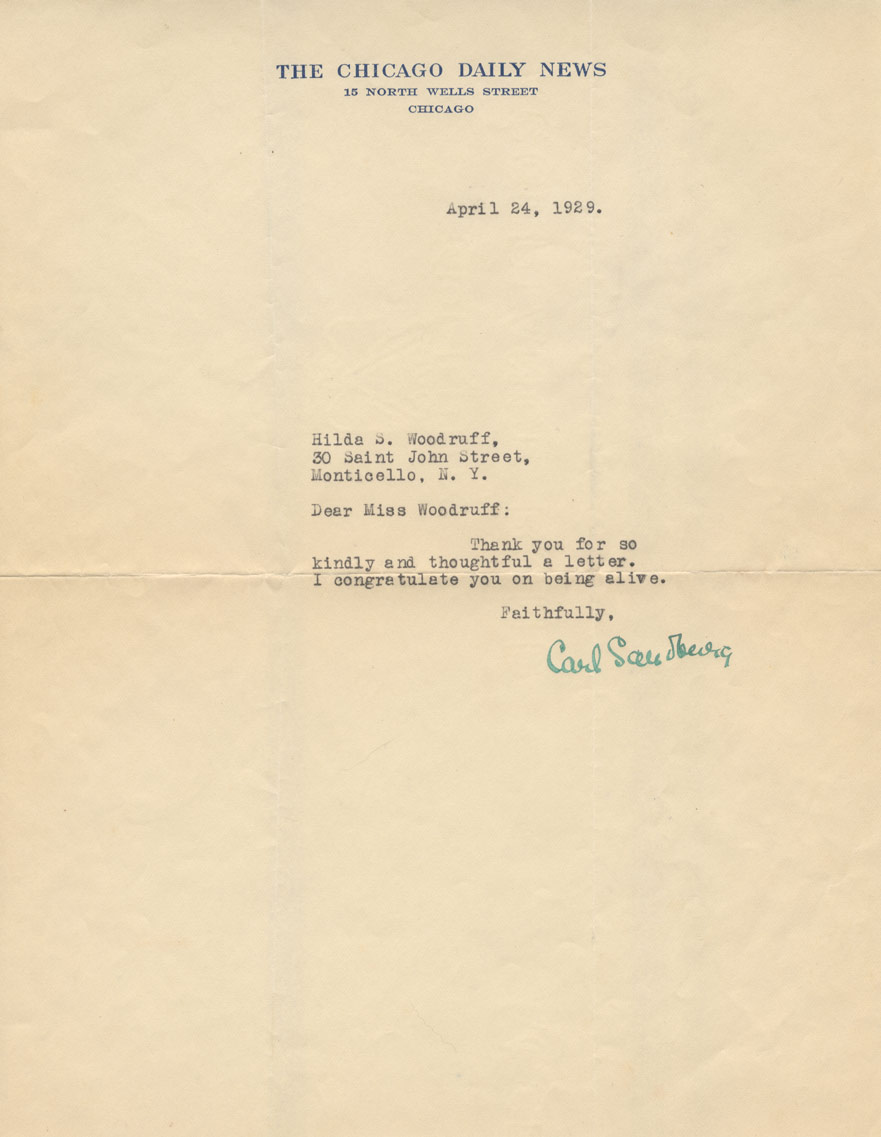 THE CHICAGO DAILY NEWS
15 NORTH WELLS STREET
CHICAGO
April 24, 1929.
Hilda S. Woodruff,
30 Saint John Street,
Monticello, N. Y.
Dear Miss Woodruff:
Thank you for so
kindly and thoughtful a letter.
I congratulate you on being alive.
Faithfully,
Carl Sandburg